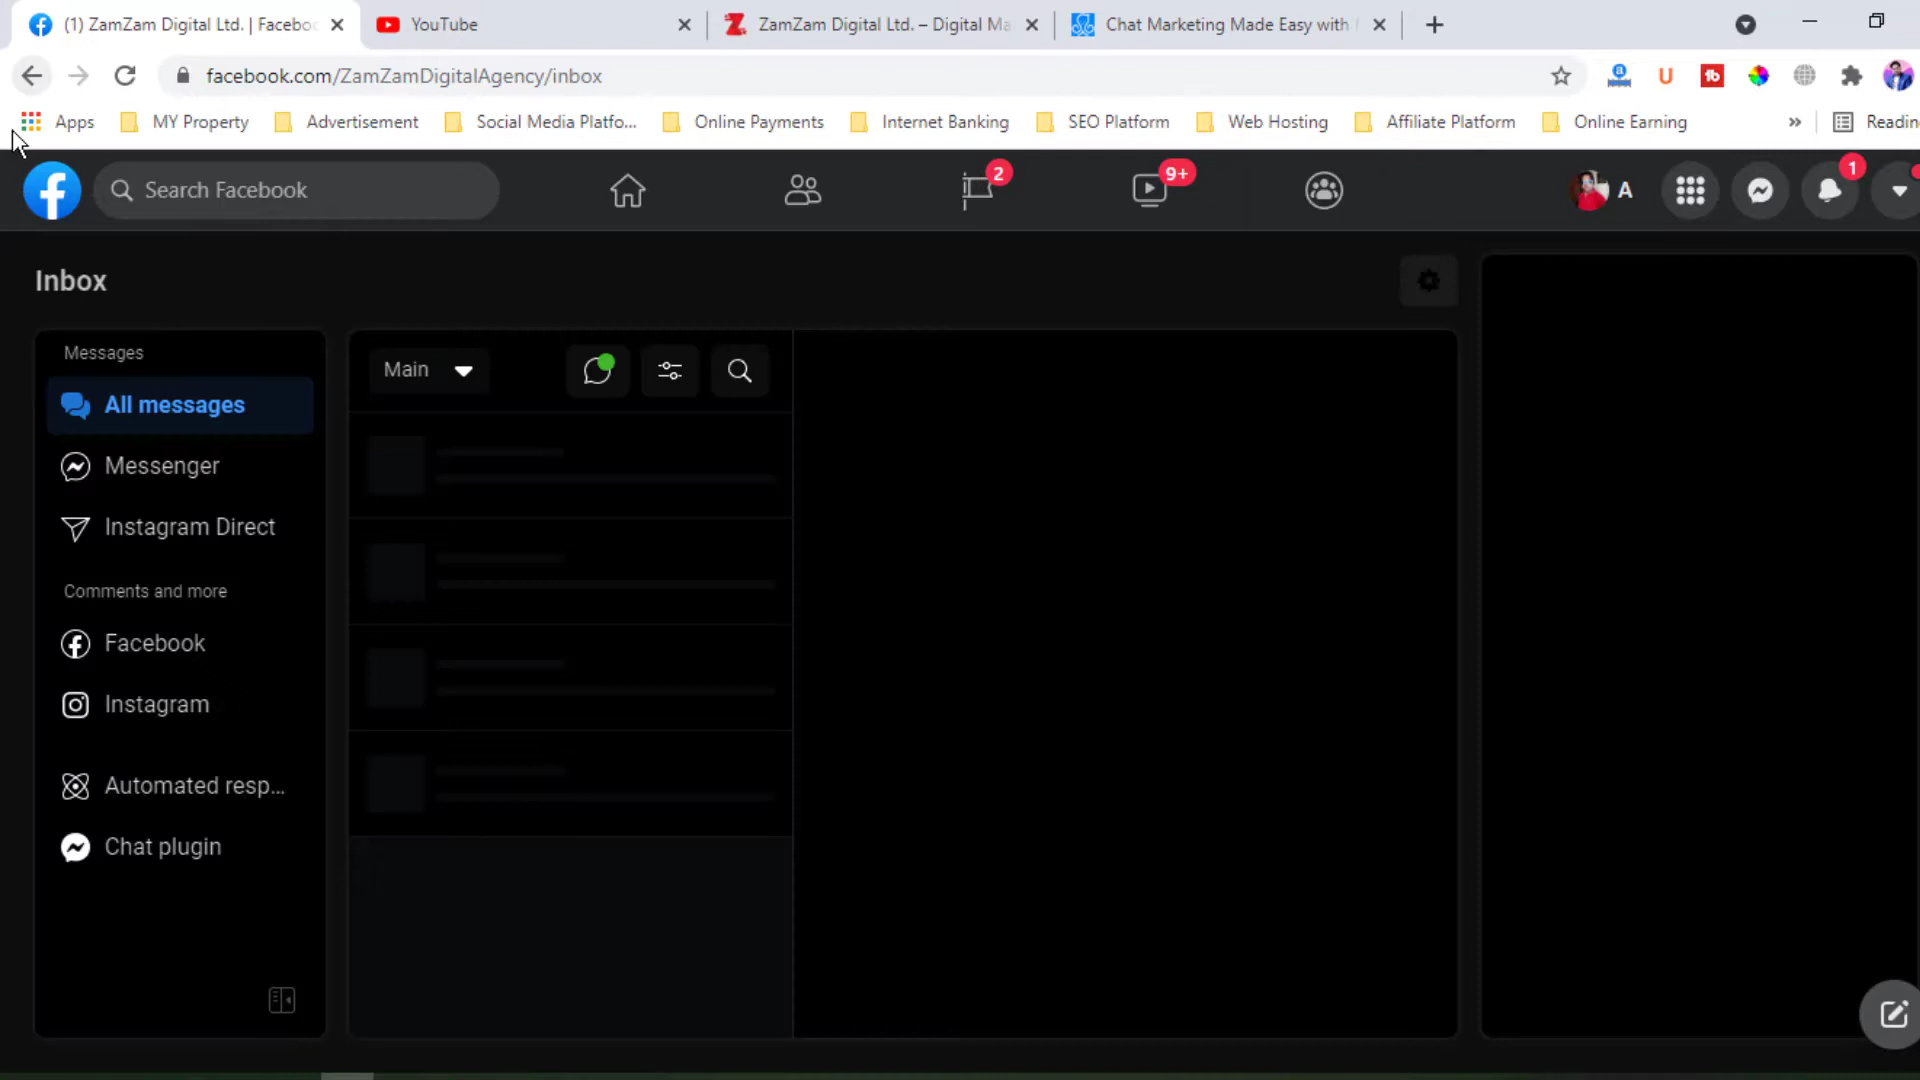 (1) ZamZam Digital Ltd. | Faceboo
YouTube
ZamZam Digital Ltd. – Digital Ma
Chat Marketing Made Easy with
facebook.com/ZamZamDigitalAgency/inbox
Apps
MY Property
Advertisement
Social Media Platfo...
Online Payments
Internet Banking
SEO Platform
Web Hosting
Affiliate Platform
Online Earning
»
Readin
Search Facebook
2
9+
A
1
Inbox
Messages
All messages
Messenger
Instagram Direct
Comments and more
Facebook
Instagram
Automated resp...
Chat plugin
Main